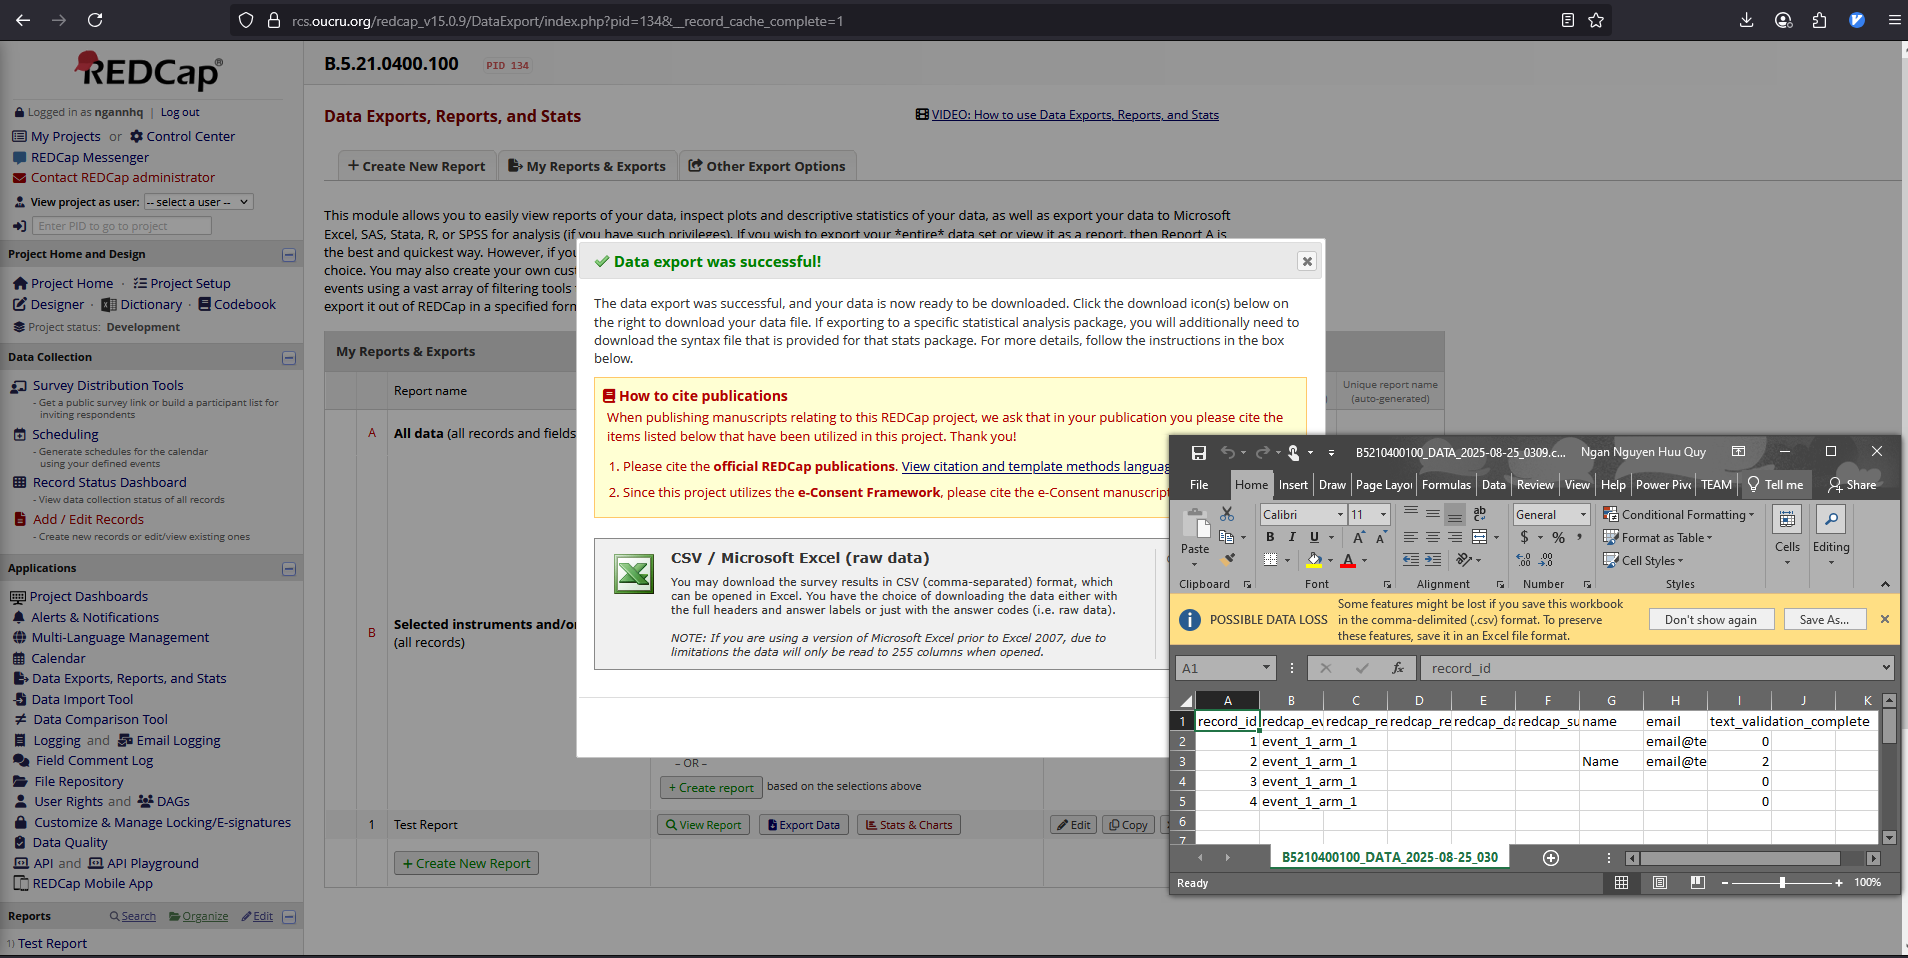 rcs.oucru.org/redcap_v15.0.9/DataExport/index.php?pid=134&__record_cache_complete=1
REDCap®
Logged in as ngannhq | Log out
My Projects or Control Center
REDCap Messenger
Contact REDCap administrator
View project as user: -- select a user --
Enter PID to go to project
Project Home and Design
Project Home · Project Setup
Designer · Dictionary · Codebook
Project status: Development
Data Collection
Survey Distribution Tools
- Get a public survey link or build a participant list for
inviting respondents
Scheduling
- Generate schedules for the calendar
using your defined events
Record Status Dashboard
- View data collection status of all records
Add / Edit Records
- Create new records or edit/view existing ones
Applications
Project Dashboards
Alerts & Notifications
Multi-Language Management
Calendar
Data Exports, Reports, and Stats
Data Import Tool
Data Comparison Tool
Logging and Email Logging
Field Comment Log
File Repository
User Rights and DAGs
Customize & Manage Locking/E-signatures
Data Quality
API and API Playground
REDCap Mobile App
Reports Search Organize Edit
1) Test Report
B.5.21.0400.100 PID 134
Data Exports, Reports, and Stats
VIDEO: How to use Data Exports, Reports, and Stats
+ Create New Report
My Reports & Exports
Other Export Options
This module allows you to easily view reports of your data, inspect plots and descriptive statistics of your data, as well as export your data to Microsoft
Excel, SAS, Stata, R, or SPSS for analysis (if you have such privileges). If you wish to export your *entire* data set or view it as a report, then Report A is
the best and quickest way. However, if you
choice. You may also create your own cus
events using a vast array of filtering tools
export it out of REDCap in a specified form
My Reports & Exports
Report name
Unique report name
(auto-generated)
A All data (all records and fields
B Selected instruments and/or
(all records)
– OR –
+ Create report based on the selections above
1 Test Report View Report Export Data Stats & Charts Edit Copy
+ Create New Report
Data export was successful!
The data export was successful, and your data is now ready to be downloaded. Click the download icon(s) below on
the right to download your data file. If exporting to a specific statistical analysis package, you will additionally need to
download the syntax file that is provided for that stats package. For more details, follow the instructions in the box
below.
How to cite publications
When publishing manuscripts relating to this REDCap project, we ask that in your publication you please cite the
items listed below that have been utilized in this project. Thank you!
1. Please cite the official REDCap publications. View citation and template methods languag
2. Since this project utilizes the e-Consent Framework, please cite the e-Consent manuscript
CSV / Microsoft Excel (raw data)
You may download the survey results in CSV (comma-separated) format, which
can be opened in Excel. You have the choice of downloading the data either with
the full headers and answer labels or just with the answer codes (i.e. raw data).
NOTE: If you are using a version of Microsoft Excel prior to Excel 2007, due to
limitations the data will only be read to 255 columns when opened.
B5210400100_DATA_2025-08-25_0309.c... Ngan Nguyen Huu Quy
File Home Insert Draw Page Layou Formulas Data Review View Help Power Piv TEAM Tell me Share
Paste
Clipboard
Calibri 11
B I U
Font
ab
Alignment
General
$ % ,
Number
Conditional Formatting
Format as Table
Cell Styles
Styles
Cells
Editing
POSSIBLE DATA LOSS
Some features might be lost if you save this workbook
in the comma-delimited (.csv) format. To preserve
these features, save it in an Excel file format.
Don't show again
Save As...
A1 fx record_id
A B C D E F G H I J K
1 record_id redcap_ev redcap_re redcap_re redcap_da redcap_su name email text_validation_complete
2 1 event_1_arm_1 email@te 0
3 2 event_1_arm_1 Name email@te 2
4 3 event_1_arm_1 0
5 4 event_1_arm_1 0
6
7
B5210400100_DATA_2025-08-25_030
Ready
100%